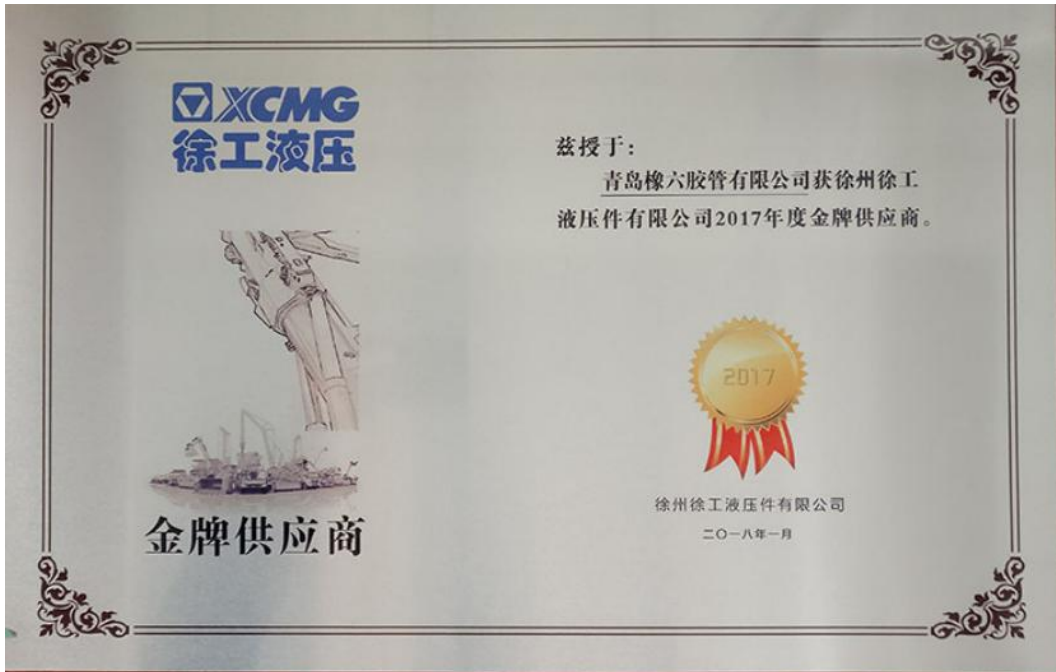 XCMG
徐工液压
金牌供应商
兹授于：
青岛橡六胶管有限公司获徐州徐工
液压件有限公司2017年度金牌供应商。
2017
徐州徐工液压件有限公司
二〇一八年一月